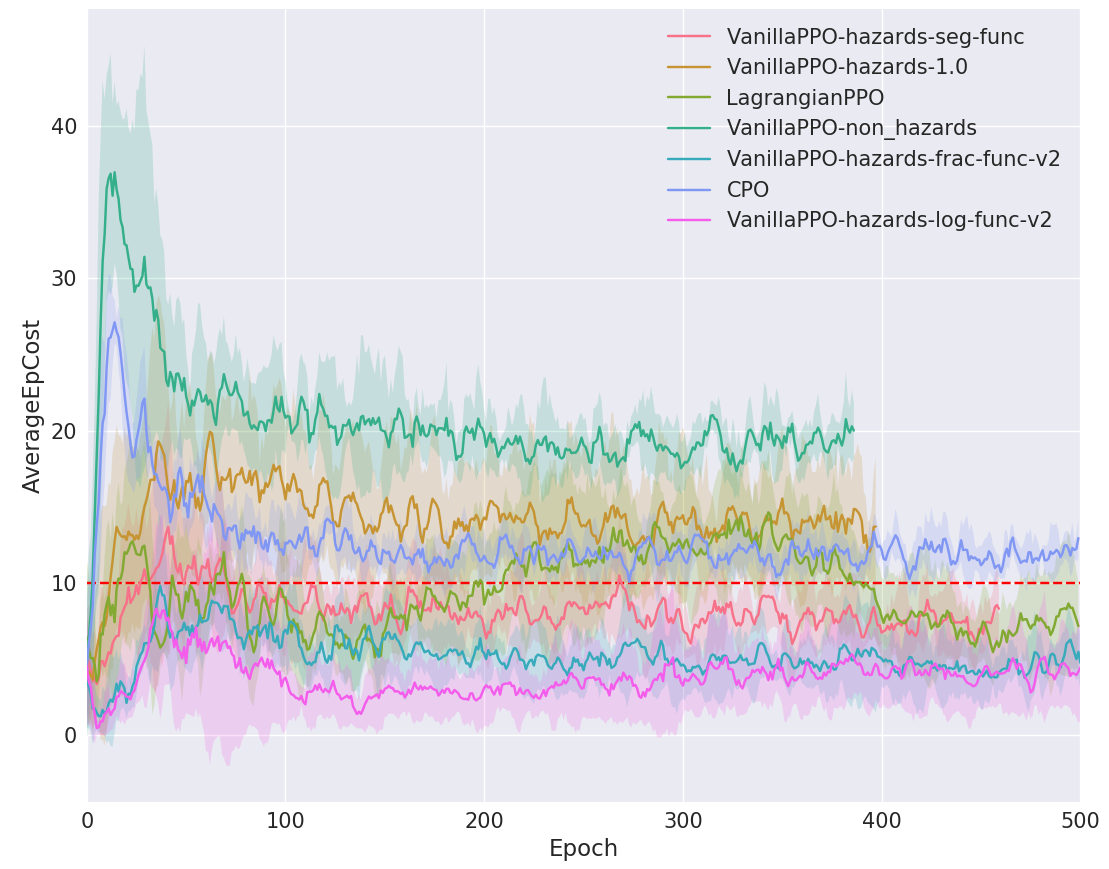 VanillaPPO-hazards-seg-func
VanillaPPO-hazards-1.0
LagrangianPPO
VanillaPPO-non_hazards
VanillaPPO-hazards-frac-func-v2
CPO
VanillaPPO-hazards-log-func-v2
AverageEpCost
40
30
20
10
0
0 100 200 300 400 500
Epoch